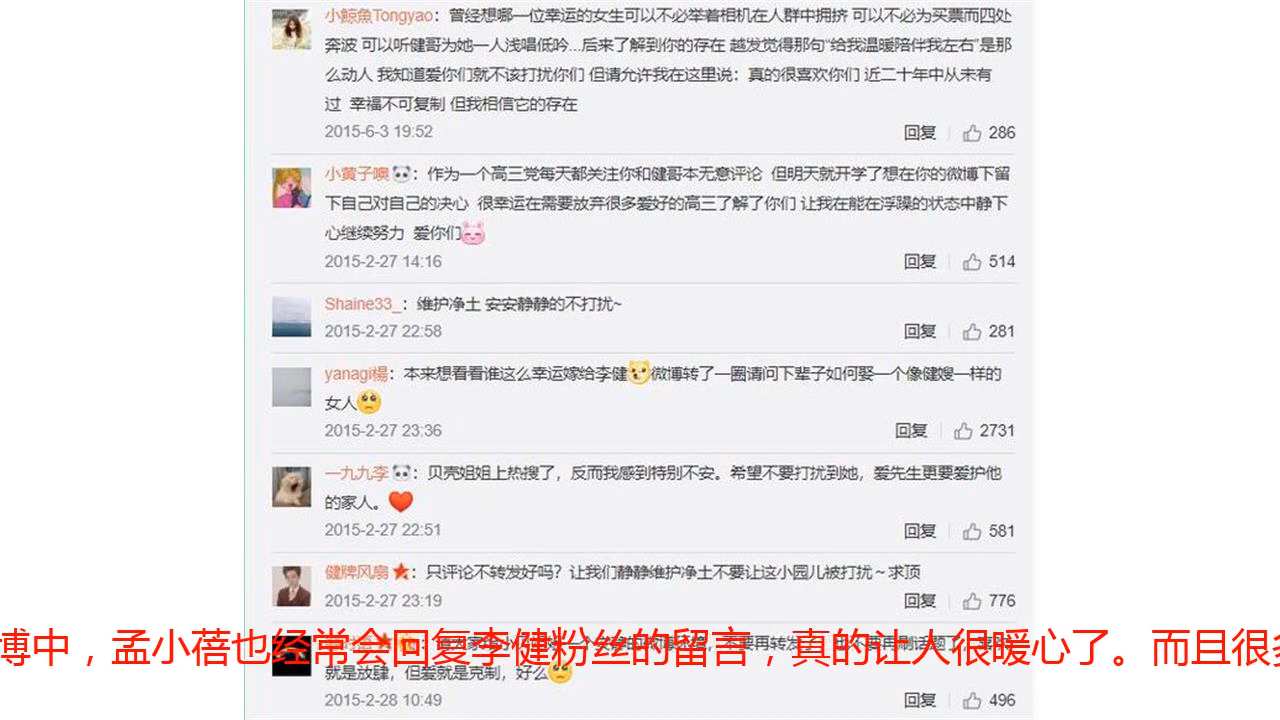 小鲸魚Tongyao：曾经想哪一位幸运的女生可以不必举着相机在人群中拥挤 可以不必为买票而四处
奔波 可以听健哥为她一人浅唱低吟...后来了解到你的存在 越发觉得那句“给我温暖陪伴我左右”是那
么动人 我知道爱你们就不该打扰你们 但请允许我在这里说：真的很喜欢你们 近二十年中从未有
过 幸福不可复制 但我相信它的存在
2015-6-3 19:52 回复 286
小黄子噢：作为一个高三党每天都关注你和健哥本无意评论 但明天就开学了想在你的微博下留
下自己对自己的决心 很幸运在需要放弃很多爱好的高三了解了你们 让我在能在浮躁的状态中静下
心继续努力 爱你们
2015-2-27 14:16 回复 514
Shaine33_：维护净土 安安静静的不打扰~
2015-2-27 22:58 回复 281
yanagi楊：本来想看看谁这么幸运嫁给李健微博转了一圈请问下辈子如何娶一个像健嫂一样的
女人
2015-2-27 23:36 回复 2731
一九九李：贝壳姐姐上热搜了，反而我感到特别不安。希望不要打扰到她，爱先生更要爱护他
的家人。
2015-2-27 22:51 回复 581
健牌风扇：只评论不转发好吗？让我们静静维护净土不要让这小园儿被打扰～求顶
2015-2-27 23:19 回复 776
博中，孟小蓓也经常会回复李健粉丝的留言，真的让人很暖心了。而且很多
就是放肆，但爱就是克制，好么
2015-2-28 10:49 回复 496